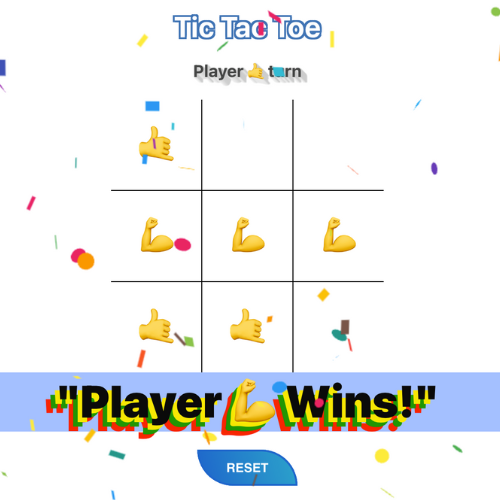 Tic Tac Toe
Player 🤙 turn
"Player 💪 Wins!"
RESET